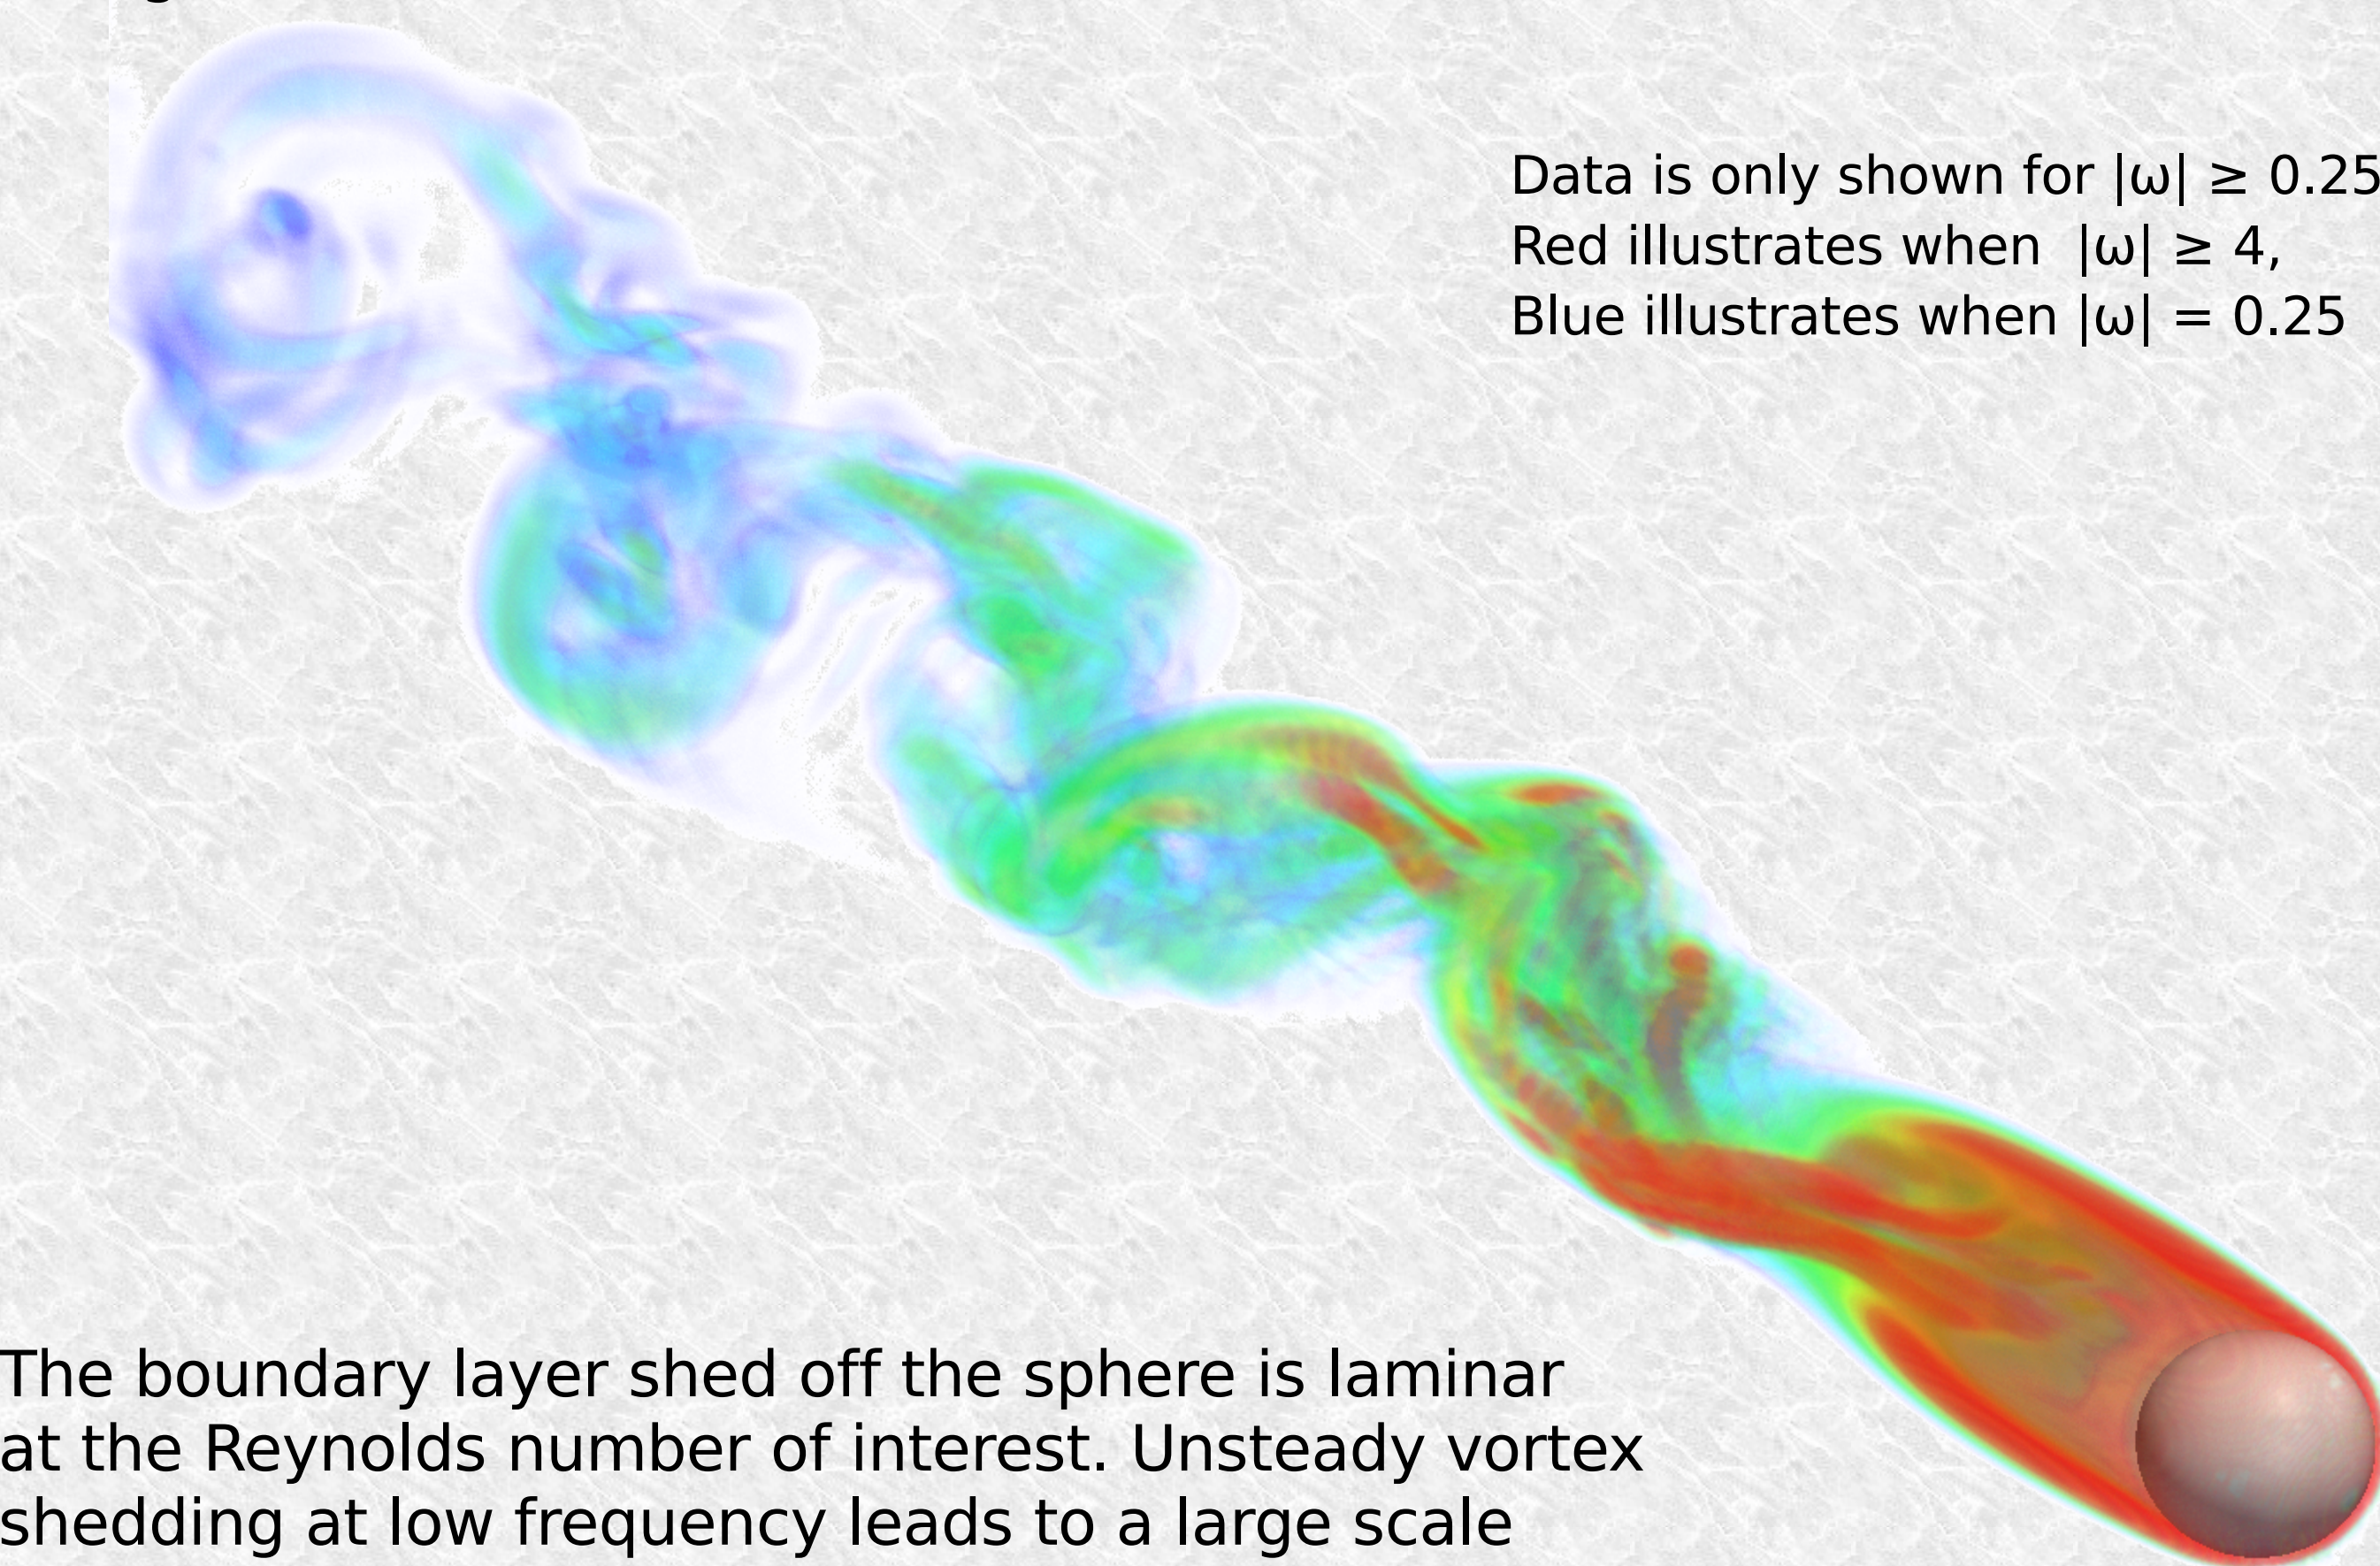 Data is only shown for |ω| ≥ 0.25
Red illustrates when |ω| ≥ 4,
Blue illustrates when |ω| = 0.25
The boundary layer shed off the sphere is laminar
at the Reynolds number of interest. Unsteady vortex
shedding at low frequency leads to a large scale